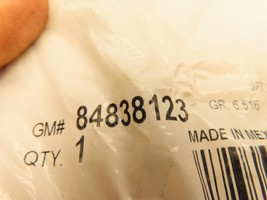 GM# 84838123
GR 6.516
QTY. 1
MADE IN MEX